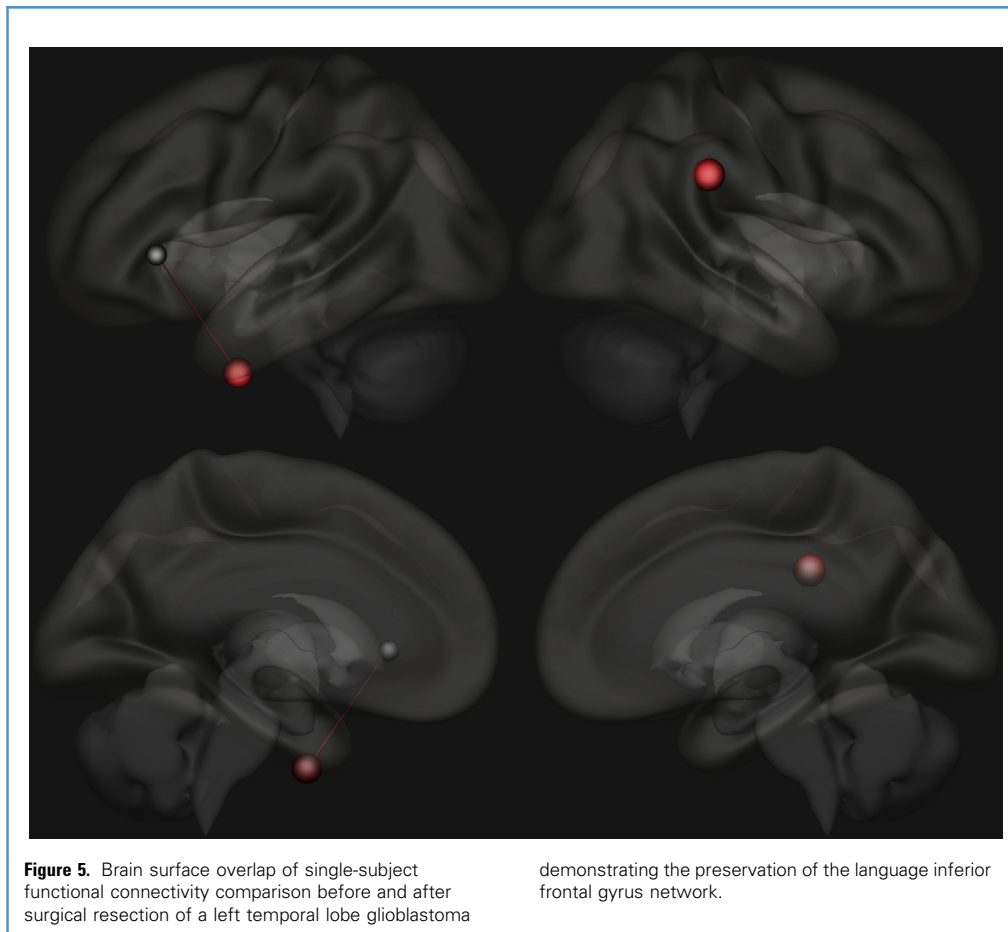 Figure 5. Brain surface overlap of single-subject
functional connectivity comparison before and after
surgical resection of a left temporal lobe glioblastoma
demonstrating the preservation of the language inferior
frontal gyrus network.